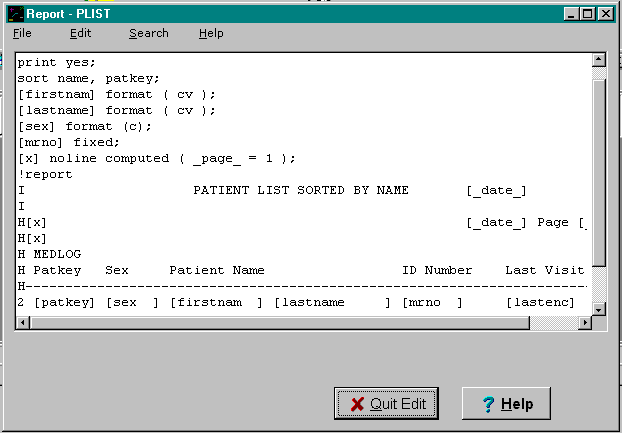 Report - PLIST
File Edit Search Help
print yes;
sort name, patkey;
[firstnam] format ( cv );
[lastname] format ( cv );
[sex] format (c);
[mrno] fixed;
[x] noline computed ( _page_ = 1 );
!report
I                       PATIENT LIST SORTED BY NAME        [_date_]
I
H[x]                                                       [_date_] Page [_
H[x]
H MEDLOG
H Patkey   Sex     Patient Name                 ID Number    Last Visit
H-----------------------------------------------------------------------
2 [patkey] [sex  ] [firstnam  ] [lastname     ] [mrno  ]     [lastenc]
Quit Edit
? Help